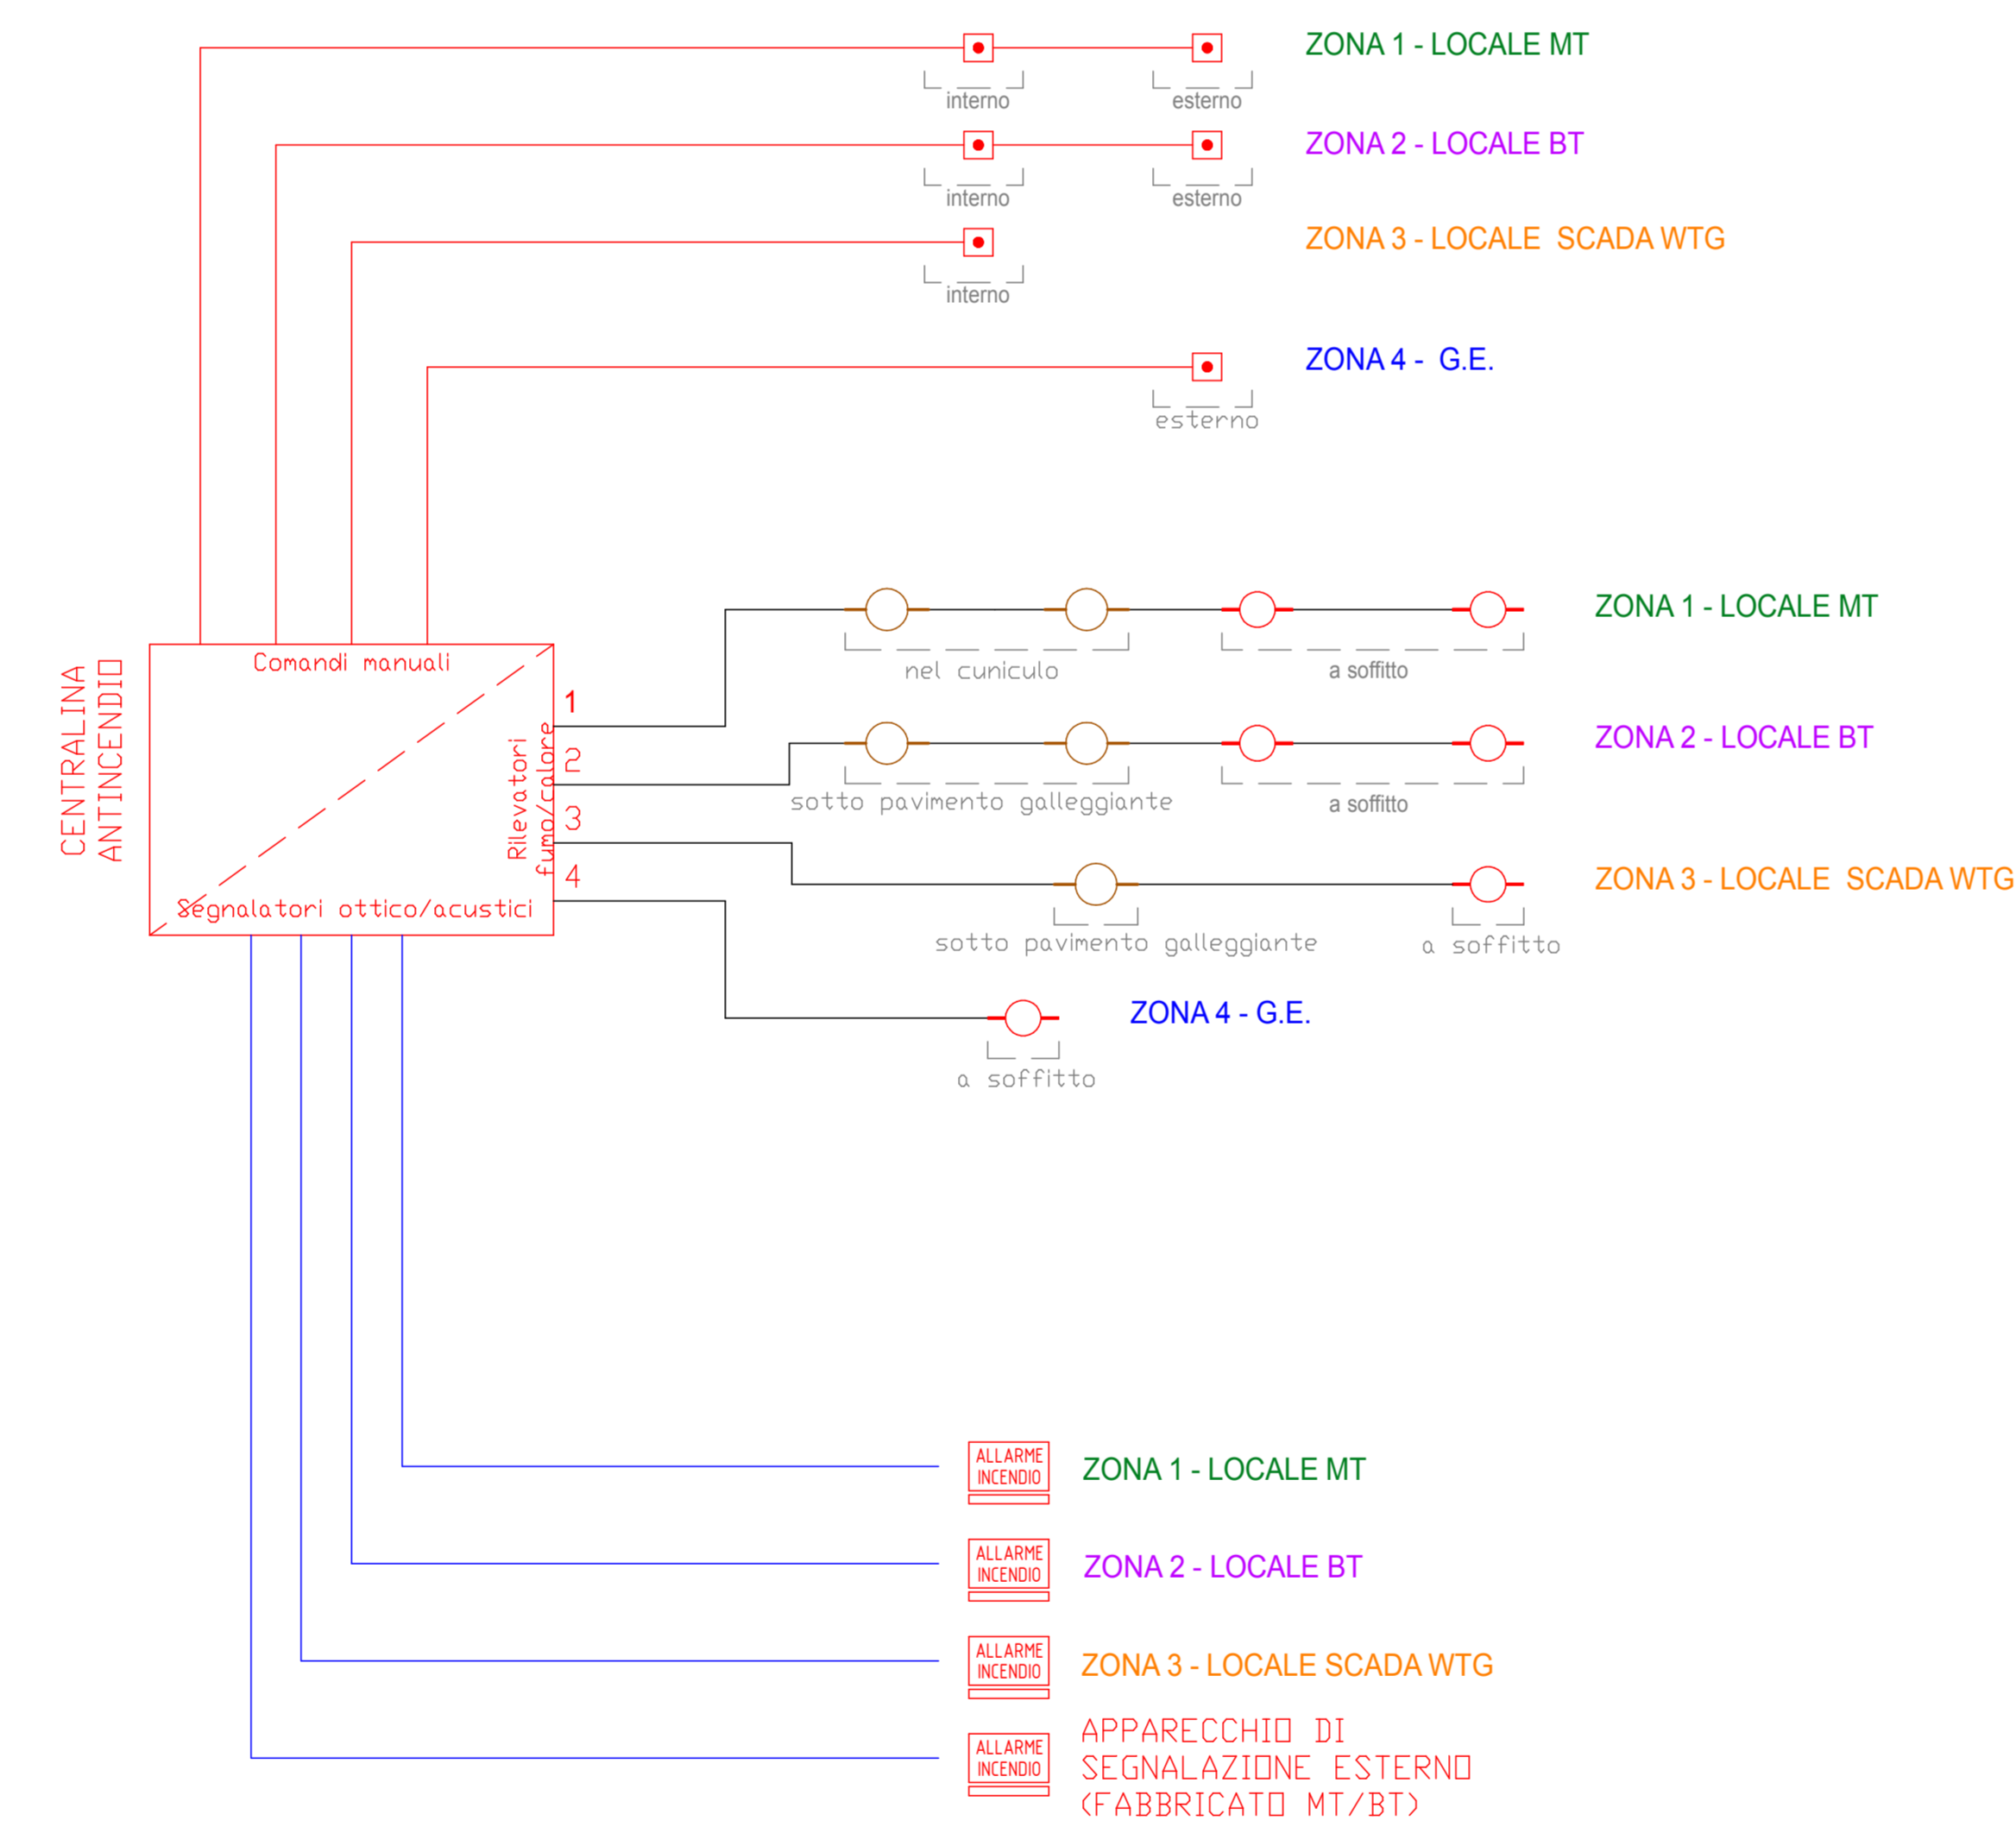 ZONA 1 - LOCALE MT
interno
esterno
ZONA 2 - LOCALE BT
interno
esterno
ZONA 3 - LOCALE SCADA WTG
interno
ZONA 4 - G.E.
esterno
CENTRALINA
ANTINCENDIO
Comandi manuali
Rilevatori
fumo/calore
Segnalatori ottico/acustici
1
2
3
4
ZONA 1 - LOCALE MT
nel cuniculo
a soffitto
ZONA 2 - LOCALE BT
sotto pavimento galleggiante
a soffitto
ZONA 3 - LOCALE SCADA WTG
sotto pavimento galleggiante
a soffitto
ZONA 4 - G.E.
a soffitto
ALLARME
INCENDIO
ZONA 1 - LOCALE MT
ALLARME
INCENDIO
ZONA 2 - LOCALE BT
ALLARME
INCENDIO
ZONA 3 - LOCALE SCADA WTG
ALLARME
INCENDIO
APPARECCHIO DI
SEGNALAZIONE ESTERNO
(FABBRICATO MT/BT)